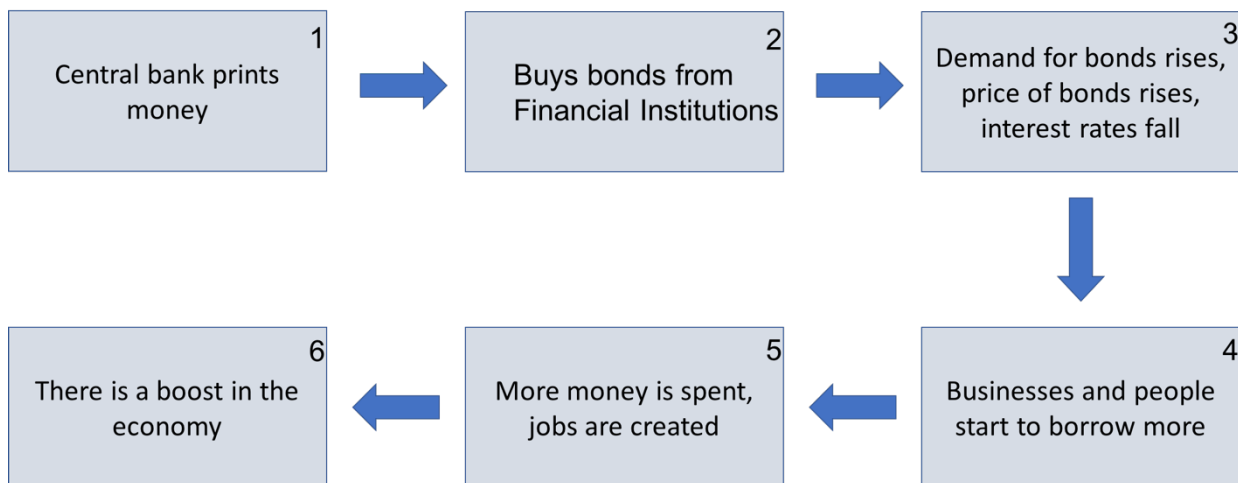 1
Central bank prints
money
2
Buys bonds from
Financial Institutions
3
Demand for bonds rises,
price of bonds rises,
interest rates fall
4
Businesses and people
start to borrow more
5
More money is spent,
jobs are created
6
There is a boost in the
economy